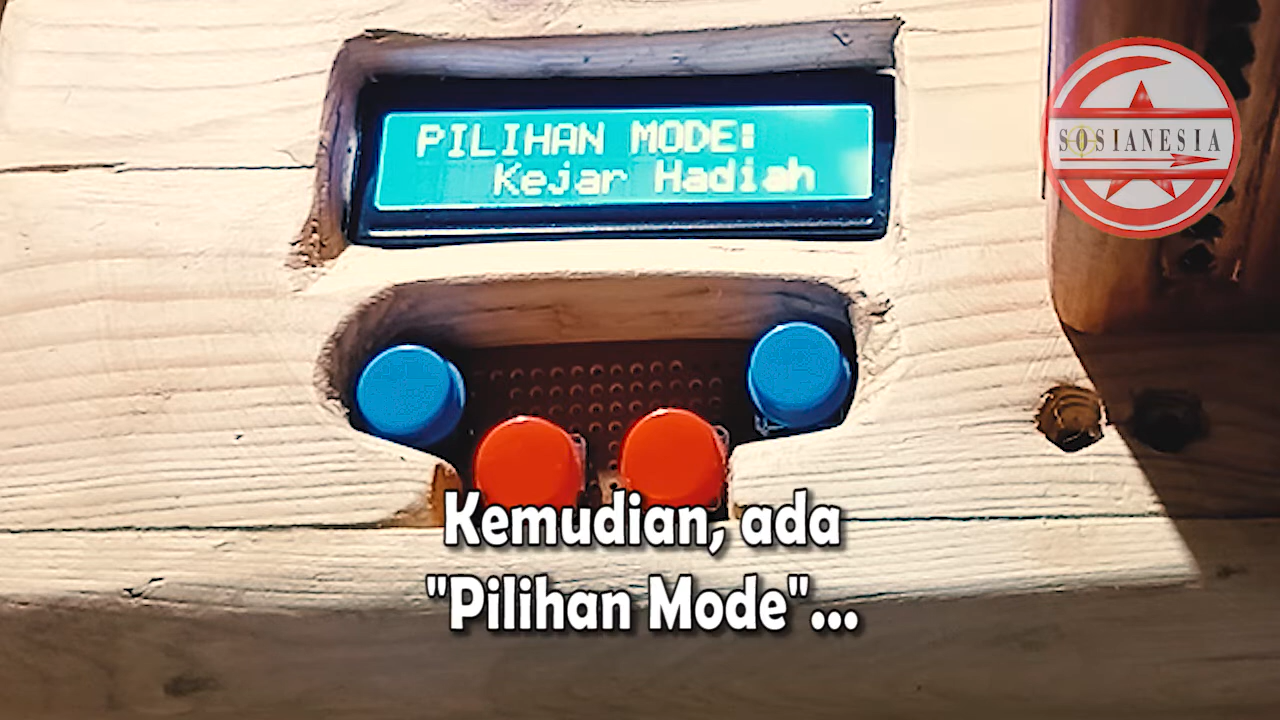 PILIHAN MODE:
Kejar Hadiah
SOSIANESIA
Kemudian, ada
"Pilihan Mode"...